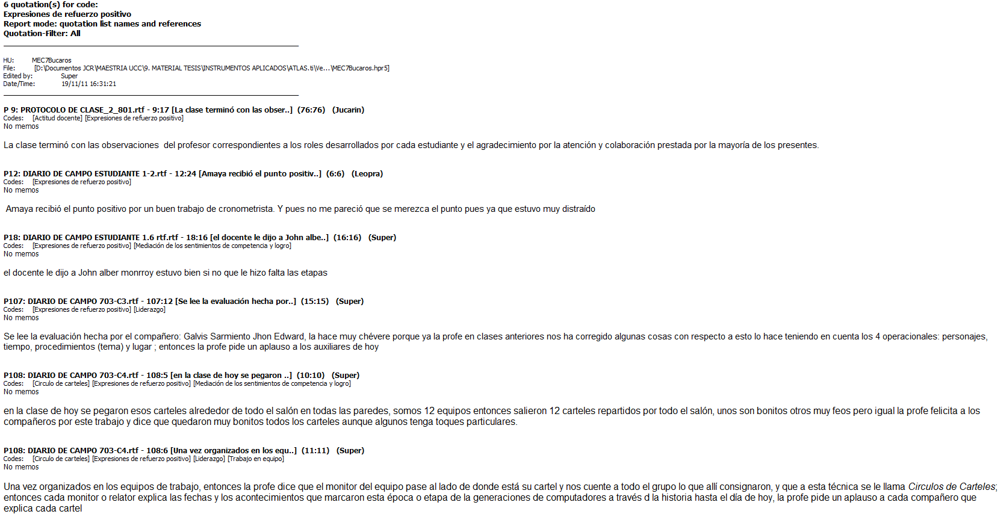 6 quotation(s) for code:
Expresiones de refuerzo positivo
Report mode: quotation list names and references
Quotation-Filter: All
HU: MEC7Bucaros
File: [D:\Documentos JCR\MAESTRIA UCC\9. MATERIAL TESIS\INSTRUMENTOS APLICADOS\ATLAS.ti\Ve...\MEC7Bucaros.hpr5]
Edited by: Super
Date/Time: 19/11/11 16:31:21
P 9: PROTOCOLO DE CLASE_2_801.rtf - 9:17 [La clase terminó con las obser..] (76:76) (Jucarin)
Codes: [Actitud docente] [Expresiones de refuerzo positivo]
No memos
La clase terminó con las observaciones del profesor correspondientes a los roles desarrollados por cada estudiante y el agradecimiento por la atención y colaboración prestada por la mayoría de los presentes.
P12: DIARIO DE CAMPO ESTUDIANTE 1-2.rtf - 12:24 [Amaya recibió el punto positiv..] (6:6) (Leopra)
Codes: [Expresiones de refuerzo positivo]
No memos
Amaya recibió el punto positivo por un buen trabajo de cronometrista. Y pues no me pareció que se merezca el punto pues ya que estuvo muy distraído
P18: DIARIO DE CAMPO ESTUDIANTE 1.6 rtf.rtf - 18:16 [el docente le dijo a John albe..] (16:16) (Super)
Codes: [Expresiones de refuerzo positivo] [Mediación de los sentimientos de competencia y logro]
No memos
el docente le dijo a John alber monrroy estuvo bien si no que le hizo falta las etapas
P107: DIARIO DE CAMPO 703-C3.rtf - 107:12 [Se lee la evaluación hecha por..] (15:15) (Super)
Codes: [Expresiones de refuerzo positivo] [Liderazgo]
No memos
Se lee la evaluación hecha por el compañero: Galvis Sarmiento Jhon Edward, la hace muy chévere porque ya la profe en clases anteriores nos ha corregido algunas cosas con respecto a esto lo hace teniendo en cuenta los 4 operacionales: personajes,
tiempo, procedimientos (tema) y lugar ; entonces la profe pide un aplauso a los auxiliares de hoy
P108: DIARIO DE CAMPO 703-C4.rtf - 108:5 [en la clase de hoy se pegaron ..] (10:10) (Super)
Codes: [Circulo de carteles] [Expresiones de refuerzo positivo] [Mediación de los sentimientos de competencia y logro]
No memos
en la clase de hoy se pegaron esos carteles alrededor de todo el salón en todas las paredes, somos 12 equipos entonces salieron 12 carteles repartidos por todo el salón, unos son bonitos otros muy feos pero igual la profe felicita a los
compañeros por este trabajo y dice que quedaron muy bonitos todos los carteles aunque algunos tenga toques particulares.
P108: DIARIO DE CAMPO 703-C4.rtf - 108:6 [Una vez organizados en los equ..] (11:11) (Super)
Codes: [Circulo de carteles] [Expresiones de refuerzo positivo] [Liderazgo] [Trabajo en equipo]
No memos
Una vez organizados en los equipos de trabajo, entonces la profe dice que el monitor del equipo pase al lado de donde está su cartel y nos cuente a todo el grupo lo que allí consignaron, y que a esta técnica se le llama Circulos de Carteles;
entonces cada monitor o relator explica las fechas y los acontecimientos que marcaron esta época o etapa de la generaciones de computadores a través d la historia hasta el día de hoy, la profe pide un aplauso a cada compañero que
explica cada cartel